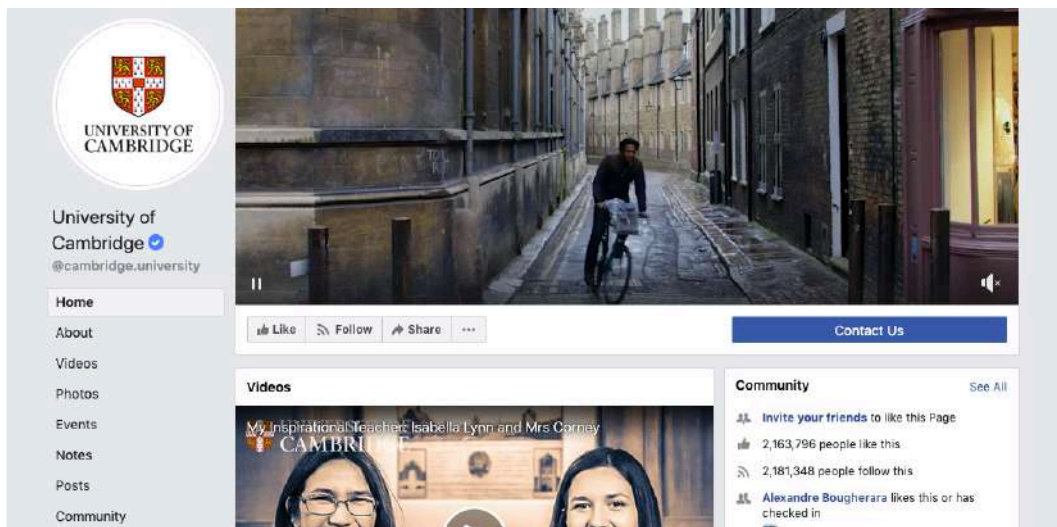 UNIVERSITY OF
CAMBRIDGE
University of
Cambridge
@cambridge.university
Home
About
Videos
Photos
Events
Notes
Posts
Community
Like
Follow
Share
Contact Us
Videos
My Inspirational Teacher: Isabella Lynn and Mrs Corney
CAMBRIDGE
Community
See All
Invite your friends to like this Page
2,163,796 people like this
2,181,348 people follow this
Alexandre Bougherara likes this or has
checked in